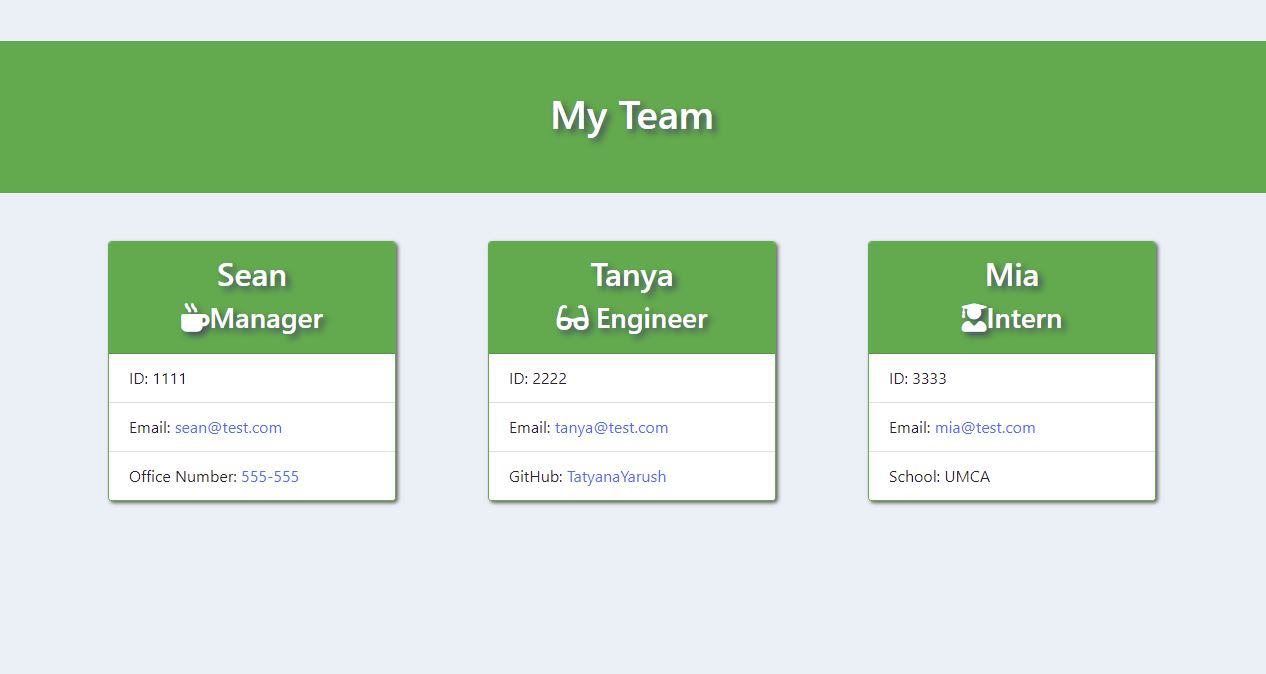 My Team
Sean
Manager
ID: 1111
Email: sean@test.com
Office Number: 555-555
Tanya
Engineer
ID: 2222
Email: tanya@test.com
GitHub: TatyanaYarush
Mia
Intern
ID: 3333
Email: mia@test.com
School: UMCA